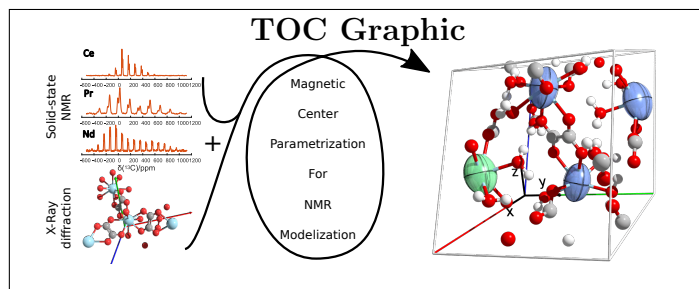 TOC Graphic
Solid-state
NMR
Ce
-600 -400 -200 0 200 400 600 800 1000 1200
Pr
-600 -400 -200 0 200 400 600 800 1000 1200
Nd
-600 -400 -200 0 200 400 600 800 1000 1200
δ(¹³C)/ppm
X-Ray
diffraction
+
Magnetic
Center
Parametrization
For
NMR
Modelization
z
y
x